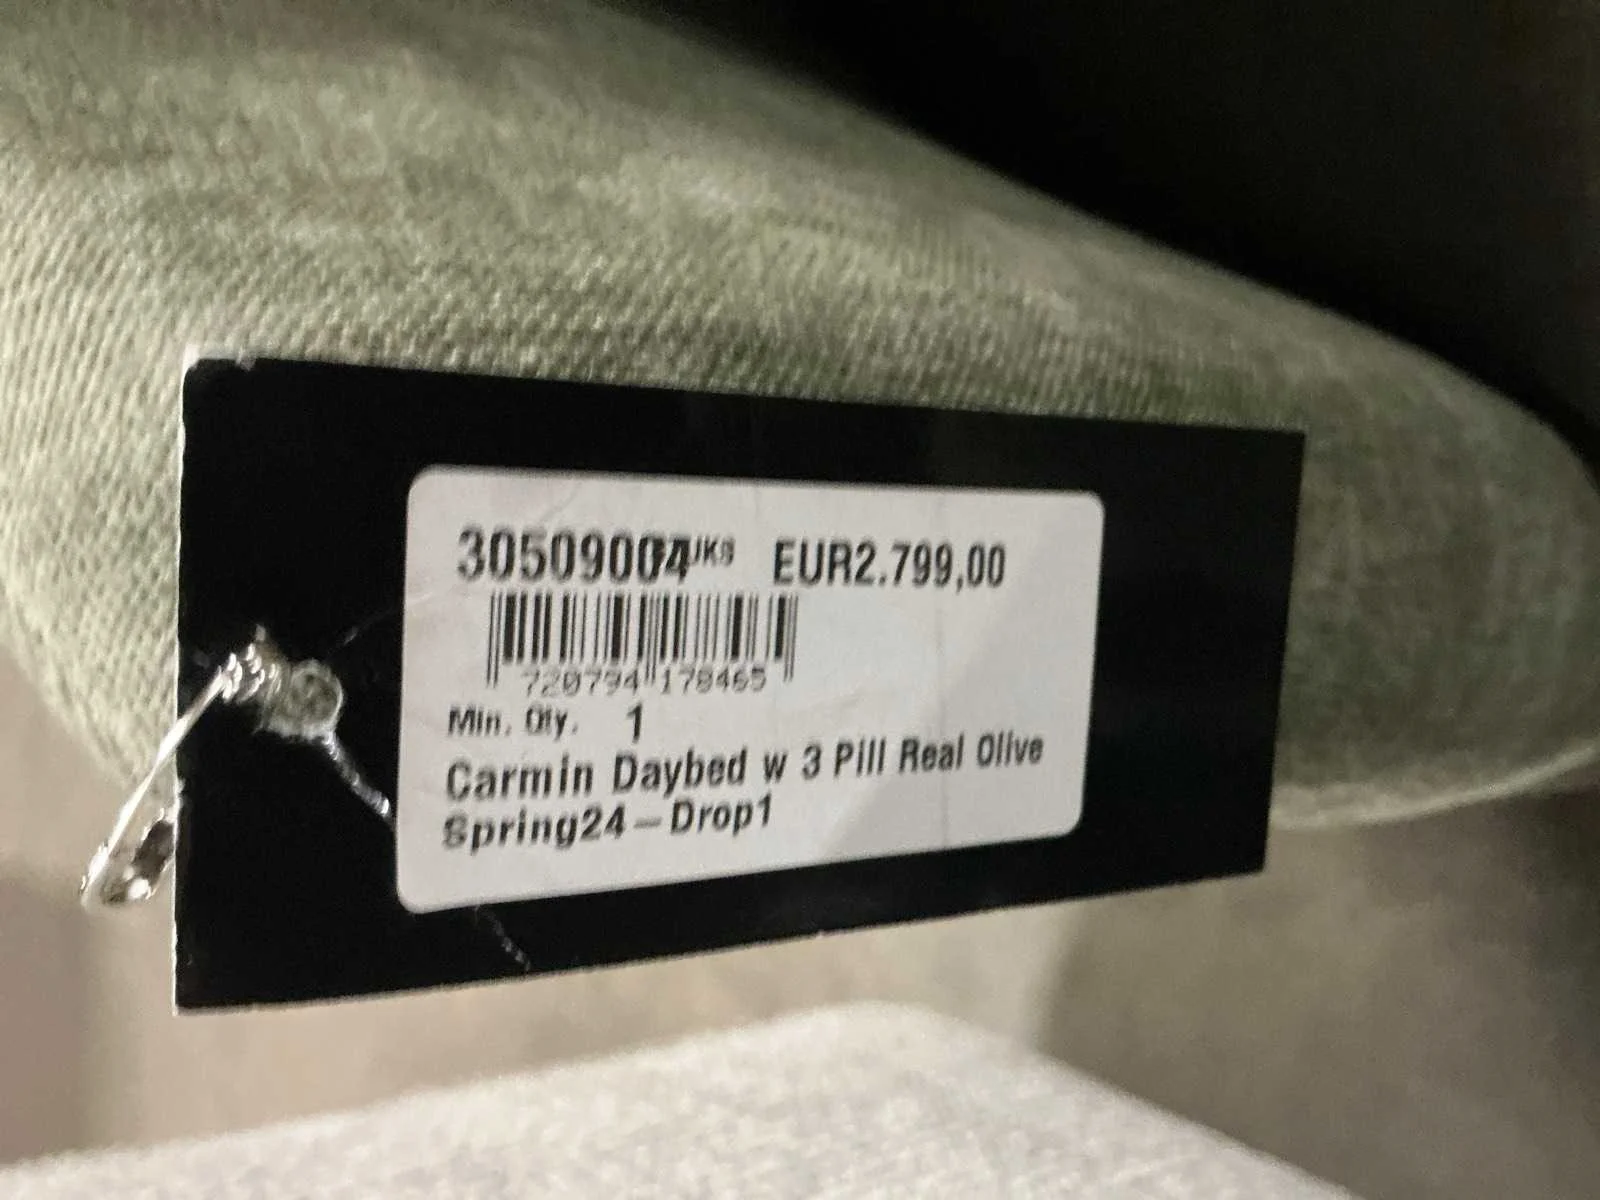 30509004 EUR2.799,00
720794 178465
Min. Qty. 1
Carmin Daybed w 3 Pill Real Olive
Spring24-Drop1